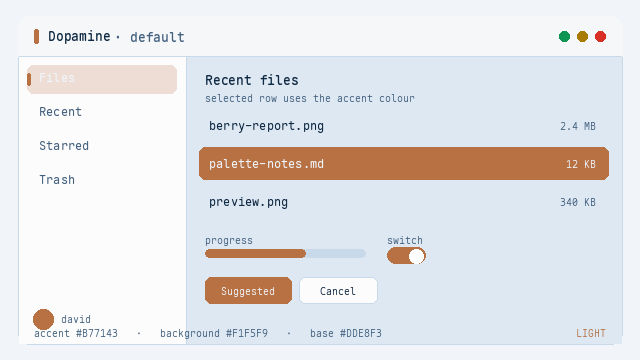 Dopamine · default
Files
Recent
Starred
Trash
david
Recent files
selected row uses the accent colour
berry-report.png 2.4 MB
palette-notes.md 12 KB
preview.png 340 KB
progress switch
Suggested Cancel
accent #B77143 · background #F1F5F9 · base #DDE8F3 LIGHT